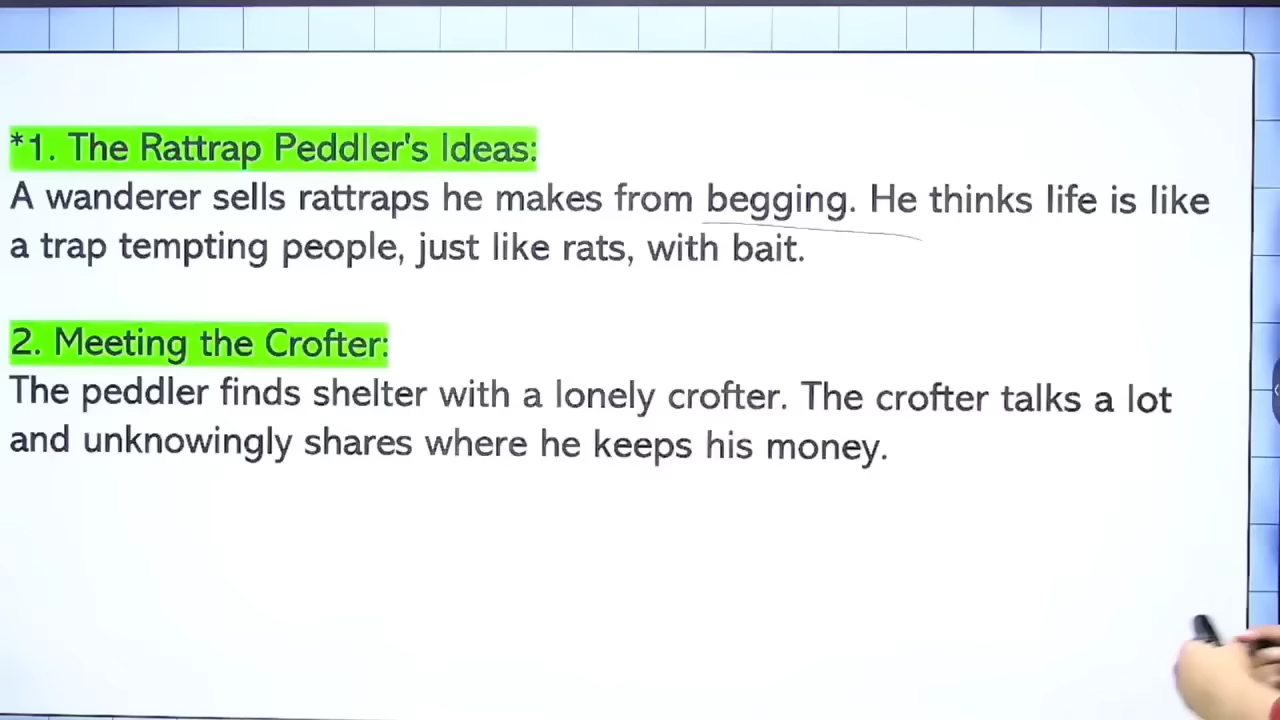 *1. The Rattrap Peddler's Ideas:
A wanderer sells rattraps he makes from begging. He thinks life is like
a trap tempting people, just like rats, with bait.
2. Meeting the Crofter:
The peddler finds shelter with a lonely crofter. The crofter talks a lot
and unknowingly shares where he keeps his money.